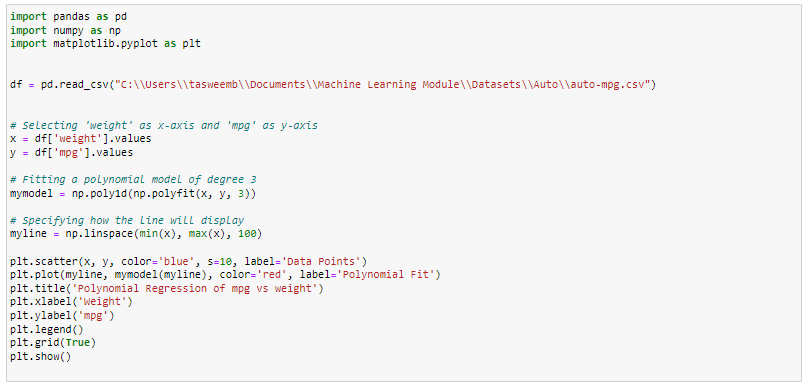 import pandas as pd
import numpy as np
import matplotlib.pyplot as plt
df = pd.read_csv("C:\\Users\\tasweemb\\Documents\\Machine Learning Module\\Datasets\\Auto\\auto-mpg.csv")
# Selecting 'weight' as x-axis and 'mpg' as y-axis
x = df['weight'].values
y = df['mpg'].values
# Fitting a polynomial model of degree 3
mymodel = np.poly1d(np.polyfit(x, y, 3))
# Specifying how the line will display
myline = np.linspace(min(x), max(x), 100)
plt.scatter(x, y, color='blue', s=10, label='Data Points')
plt.plot(myline, mymodel(myline), color='red', label='Polynomial Fit')
plt.title('Polynomial Regression of mpg vs weight')
plt.xlabel('Weight')
plt.ylabel('mpg')
plt.legend()
plt.grid(True)
plt.show()